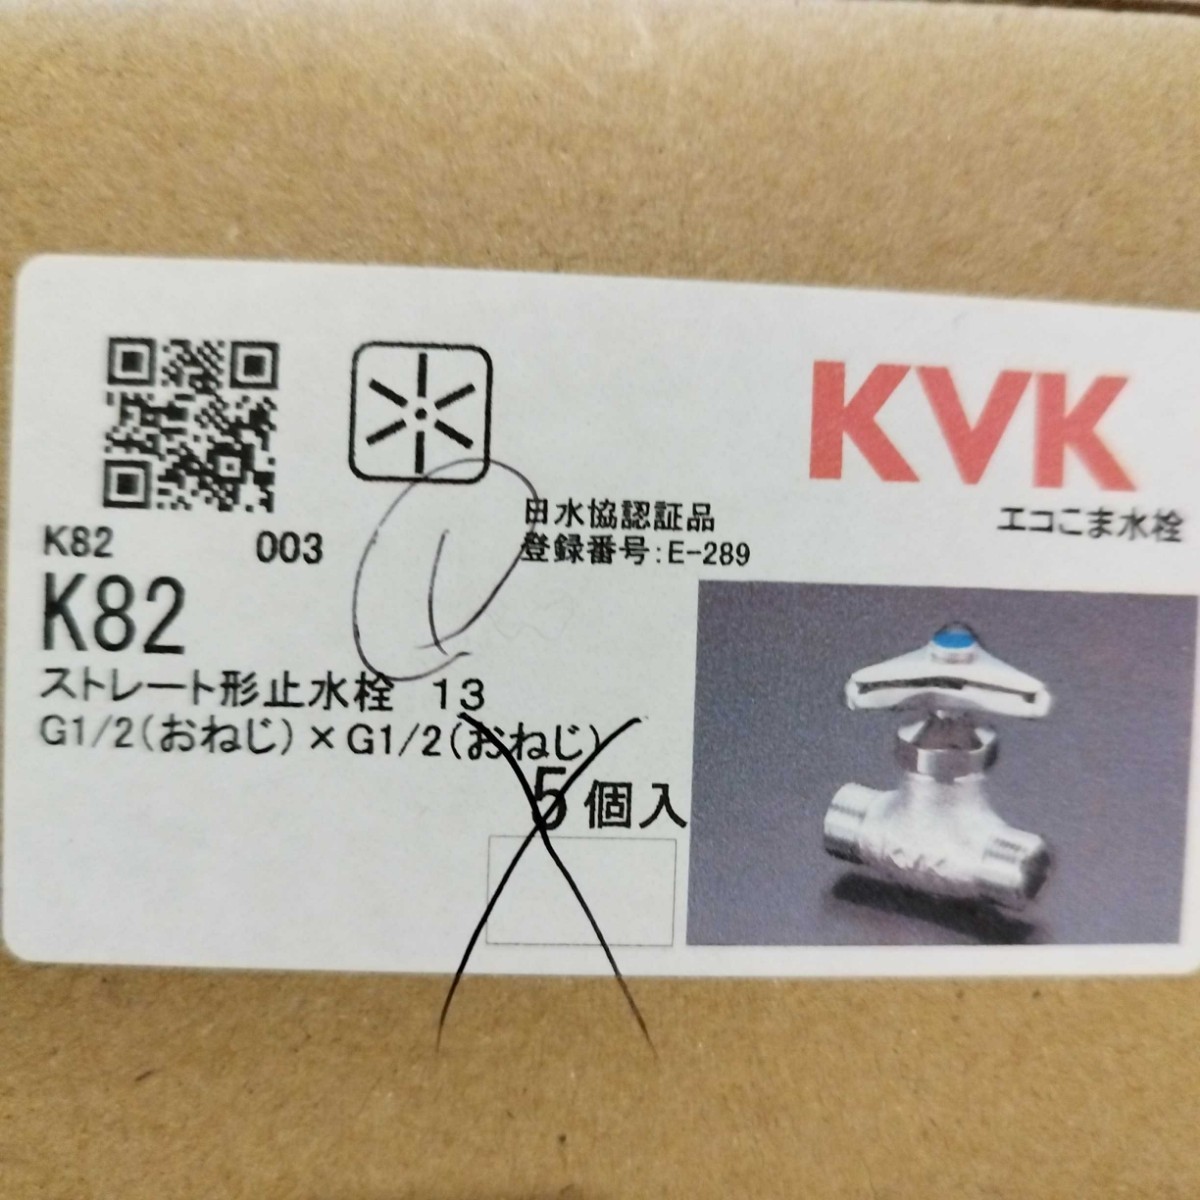 KVK
エコこま水栓
日水協認証品
登録番号:E-289
K82 003
K82
ストレート形止水栓 13
G1/2(おねじ)×G1/2(おねじ)
5個入